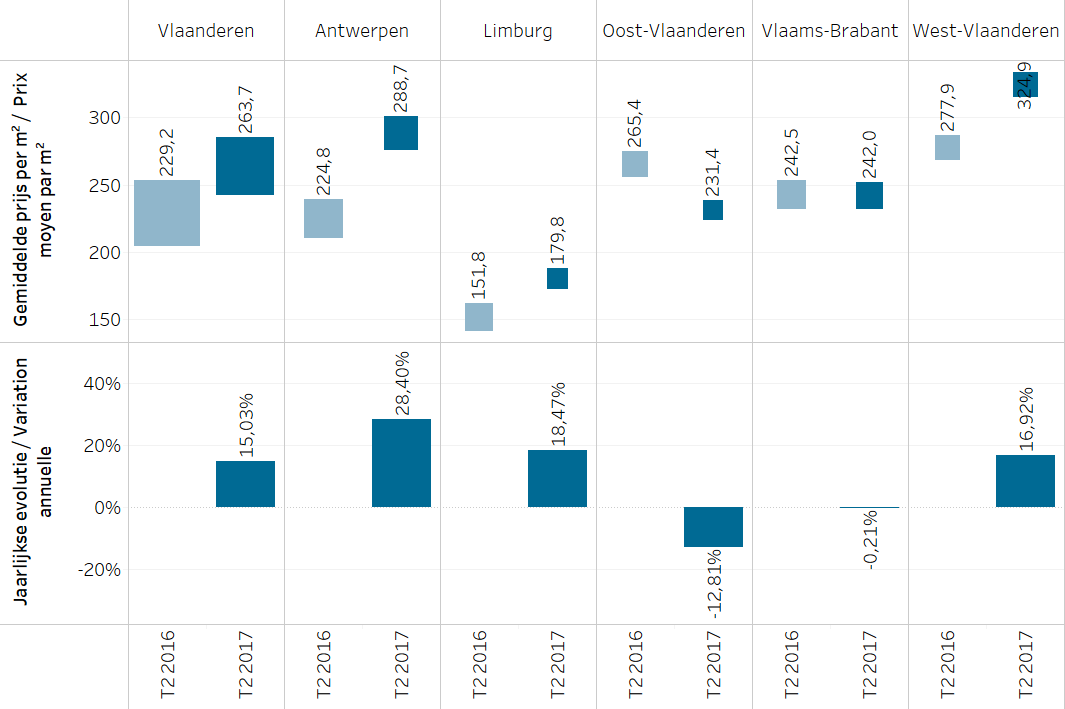 Vlaanderen
Antwerpen
Limburg
Oost-Vlaanderen
Vlaams-Brabant
West-Vlaanderen
Gemiddelde prijs per m² / Prix
moyen par m²
300
250
200
150
229,2
263,7
224,8
288,7
151,8
179,8
265,4
231,4
242,5
242,0
277,9
324,9
Jaarlijkse evolutie / Variation
annuelle
40%
20%
0%
-20%
15,03%
28,40%
18,47%
-12,81%
-0,21%
16,92%
T2 2016
T2 2017
T2 2016
T2 2017
T2 2016
T2 2017
T2 2016
T2 2017
T2 2016
T2 2017
T2 2016
T2 2017